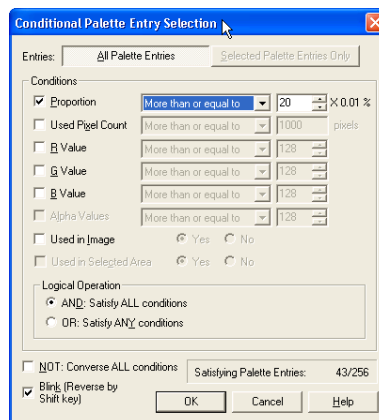 Conditional Palette Entry Selection
Entries: All Palette Entries Selected Palette Entries Only
Conditions
Proportion More than or equal to 20 X 0.01 %
Used Pixel Count More than or equal to 1000 pixels
R Value More than or equal to 128
G Value More than or equal to 128
B Value More than or equal to 128
Alpha Values More than or equal to 128
Used in Image Yes No
Used in Selected Area Yes No
Logical Operation
AND: Satisfy ALL conditions
OR: Satisfy ANY conditions
NOT: Converse ALL conditions Satisfying Palette Entries: 43/256
Blink (Reverse by
Shift key) OK Cancel Help